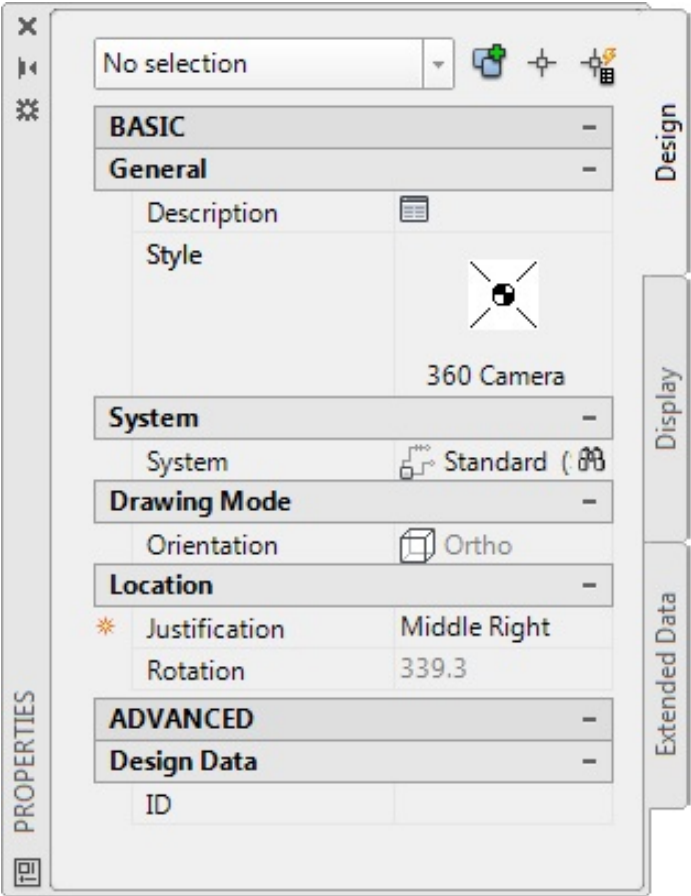 No selection
BASIC
General
Description
Style
360 Camera
System
System Standard (
Drawing Mode
Orientation Ortho
Location
Justification Middle Right
Rotation 339.3
ADVANCED
Design Data
ID
Design
Display
Extended Data
PROPERTIES